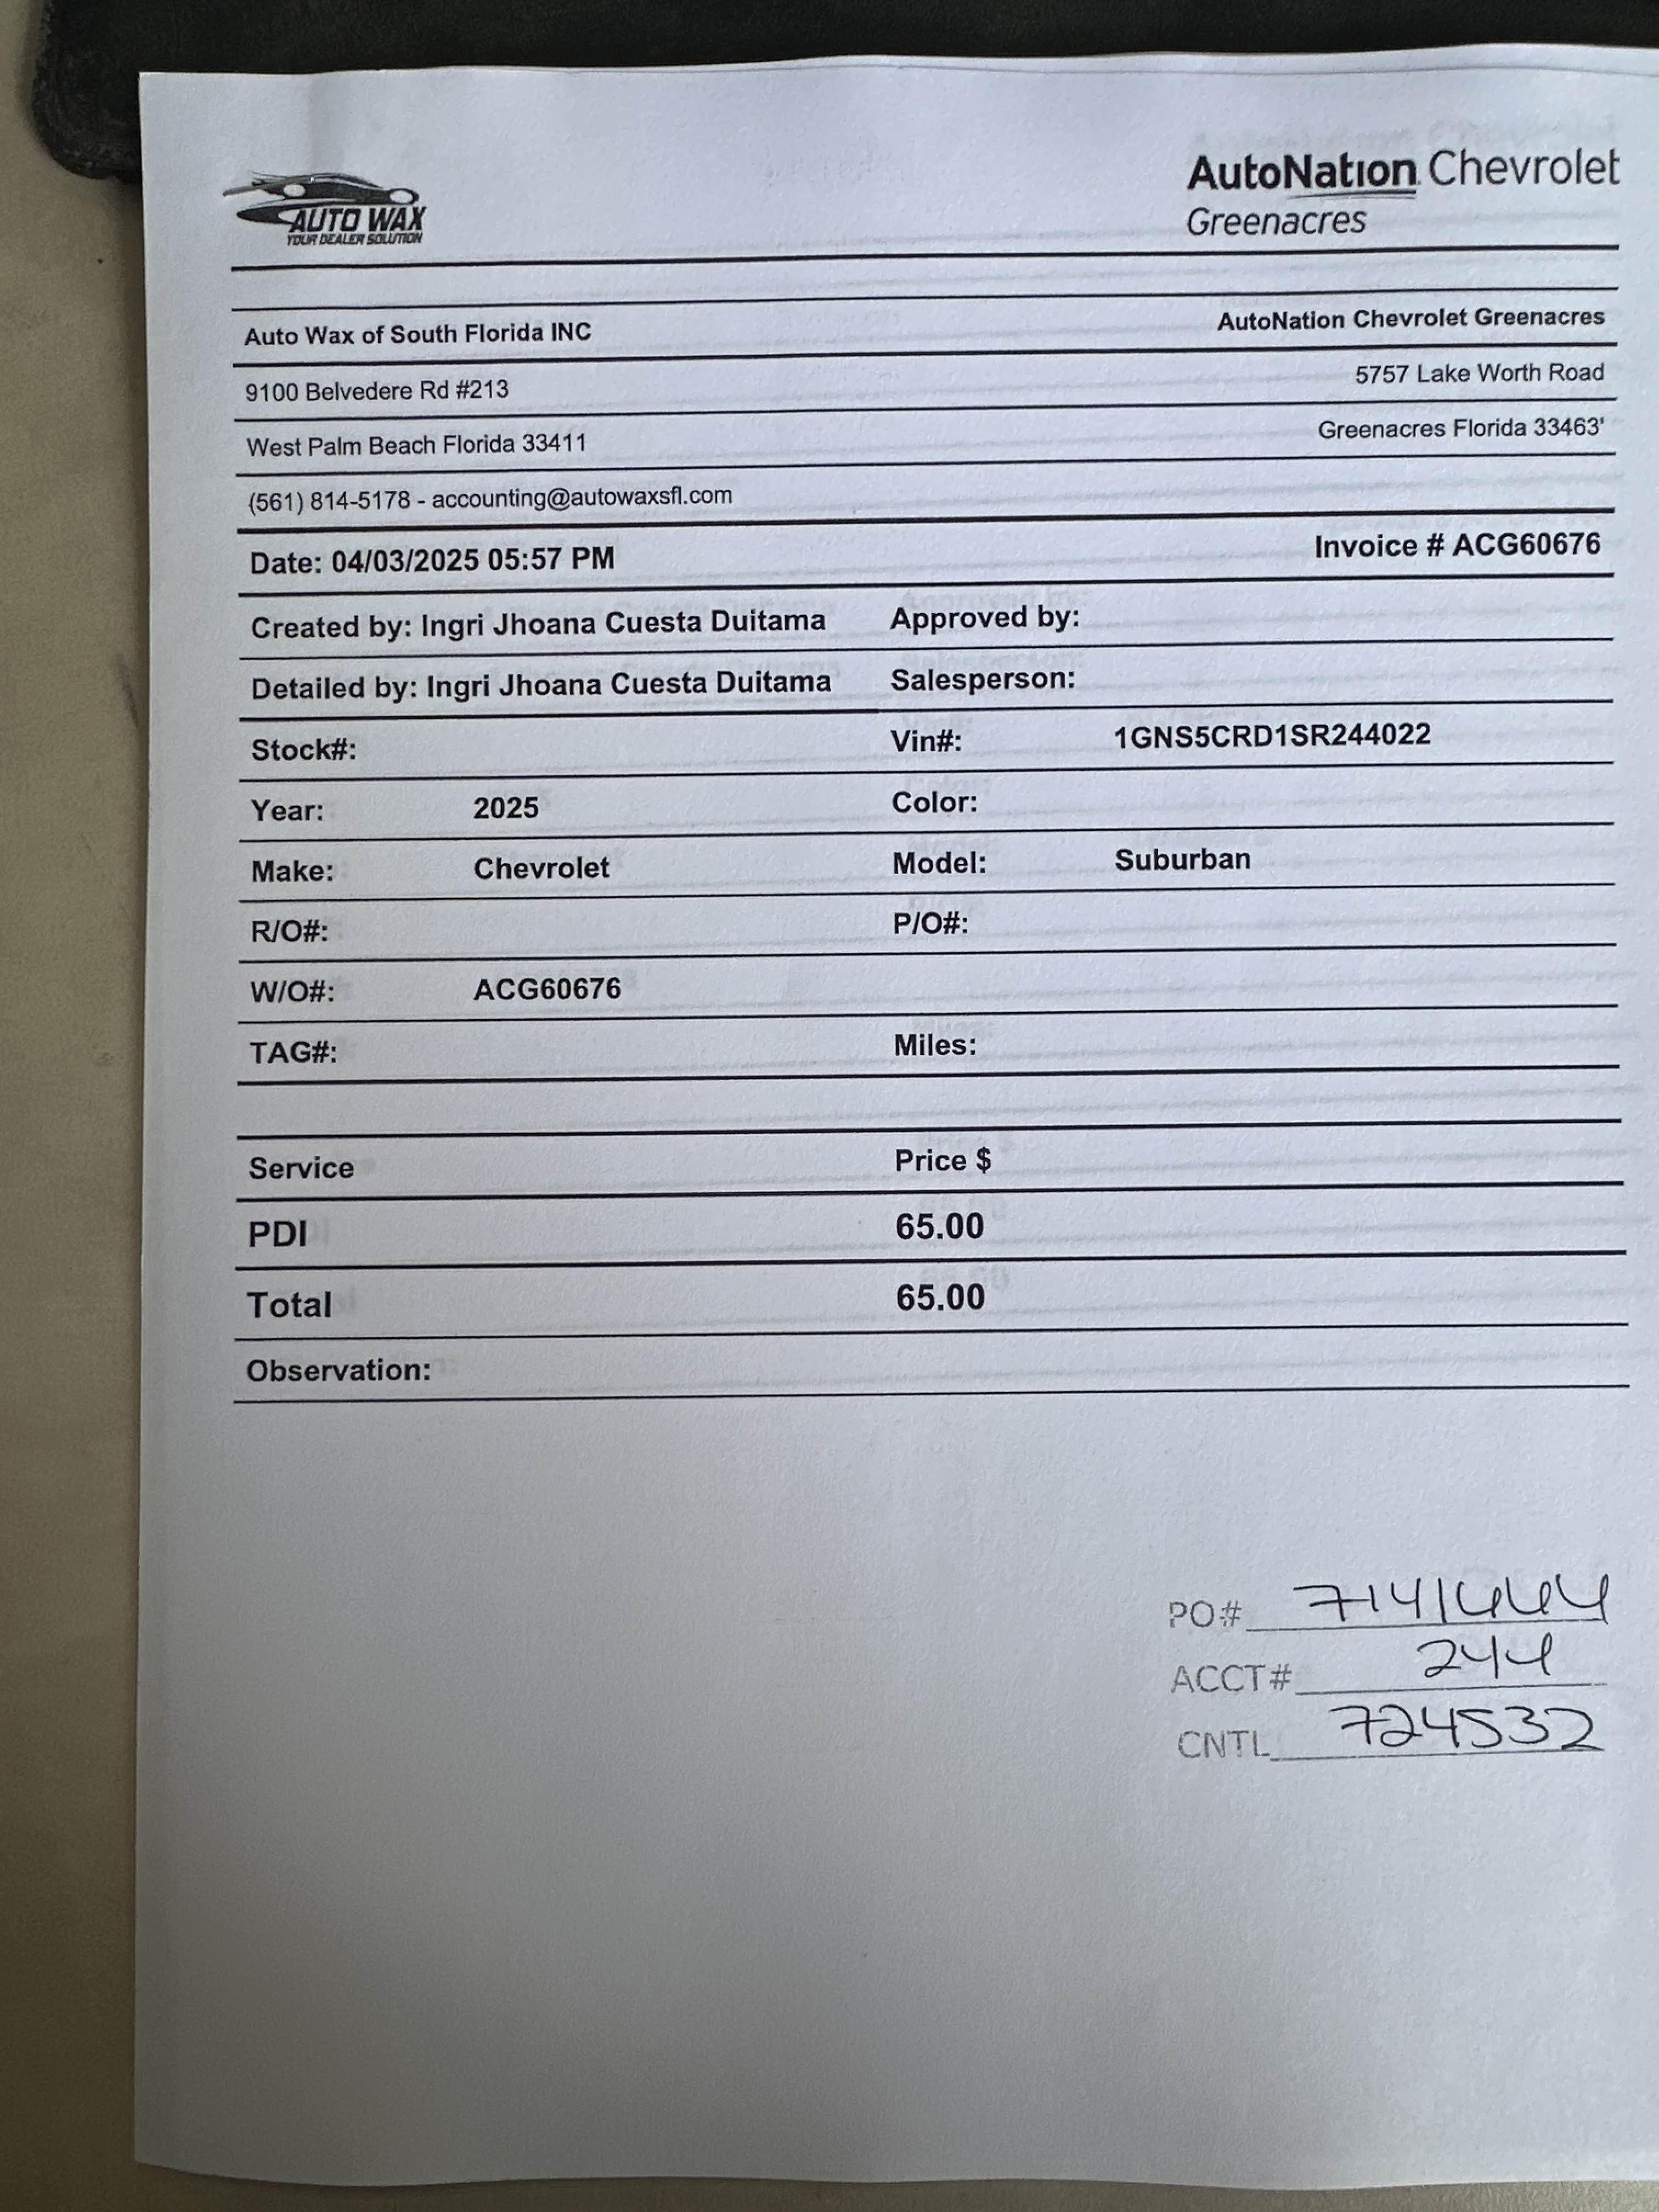 AUTO WAX
YOUR DEALER SOLUTION
AutoNation Chevrolet
Greenacres
Auto Wax of South Florida INC
AutoNation Chevrolet Greenacres
9100 Belvedere Rd #213
5757 Lake Worth Road
West Palm Beach Florida 33411
Greenacres Florida 33463'
(561) 814-5178 - accounting@autowaxsfl.com
Date: 04/03/2025 05:57 PM
Invoice # ACG60676
Created by: Ingri Jhoana Cuesta Duitama
Approved by:
Detailed by: Ingri Jhoana Cuesta Duitama
Salesperson:
Stock#:
Vin#: 1GNS5CRD1SR244022
Year: 2025
Color:
Make: Chevrolet
Model: Suburban
R/O#:
P/O#:
W/O#: ACG60676
TAG#:
Miles:
Service Price $
PDI 65.00
Total 65.00
Observation:
PO# 7141444
ACCT# 244
CNTL 724532